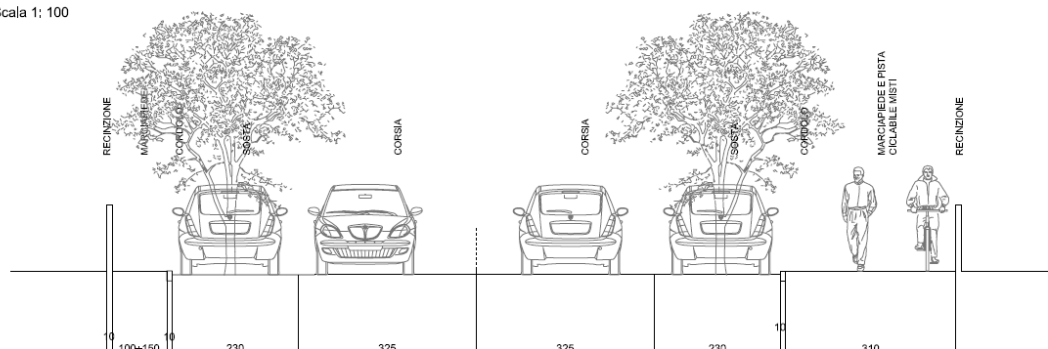 Scala 1: 100
RECINZIONE
MARCIAPIEDE
CORDOLO
SOSTA
CORSIA
CORSIA
SOSTA
CORDOLO
MARCIAPIEDE E PISTA
CICLABILE MISTI
RECINZIONE
10
100÷150
10
230
325
325
230
10
310